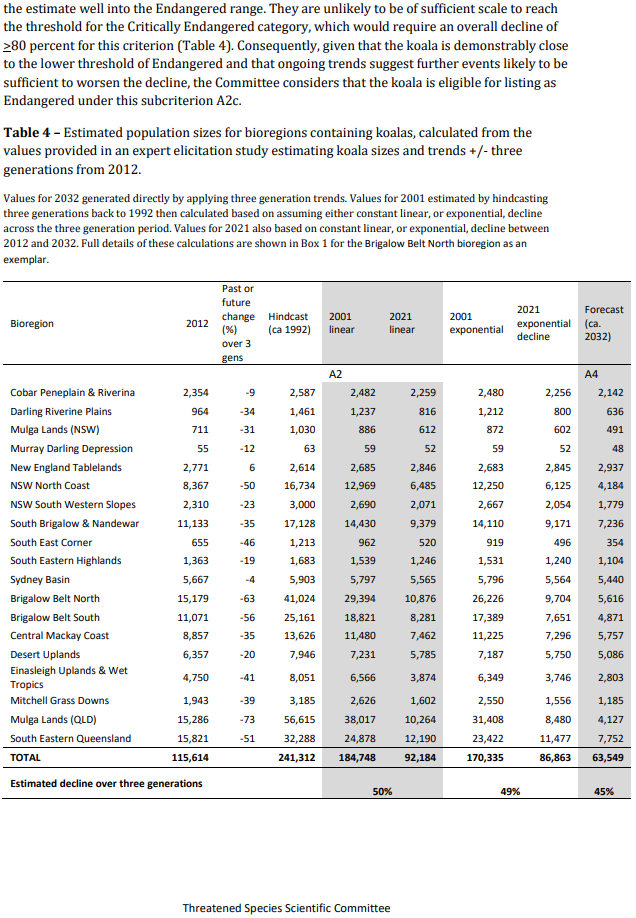 the estimate well into the Endangered range. They are unlikely to be of sufficient scale to reach
the threshold for the Critically Endangered category, which would require an overall decline of
≥80 percent for this criterion (Table 4). Consequently, given that the koala is demonstrably close
to the lower threshold of Endangered and that ongoing trends suggest further events likely to be
sufficient to worsen the decline, the Committee considers that the koala is eligible for listing as
Endangered under this subcriterion A2c.
Table 4 – Estimated population sizes for bioregions containing koalas, calculated from the
values provided in an expert elicitation study estimating koala sizes and trends +/- three
generations from 2012.
Values for 2032 generated directly by applying three generation trends. Values for 2001 estimated by hindcasting
three generations back to 1992 then calculated based on assuming either constant linear, or exponential, decline
across the three generation period. Values for 2021 also based on constant linear, or exponential, decline between
2012 and 2032. Full details of these calculations are shown in Box 1 for the Brigalow Belt North bioregion as an
exemplar.
Bioregion 2012 Past or future change (%) over 3 gens Hindcast (ca 1992) 2001 linear 2021 linear 2001 exponential 2021 exponential decline Forecast (ca. 2032)
A2 A4
Cobar Peneplain & Riverina 2,354 -9 2,587 2,482 2,259 2,480 2,256 2,142
Darling Riverine Plains 964 -34 1,461 1,237 816 1,212 800 636
Mulga Lands (NSW) 711 -31 1,030 886 612 872 602 491
Murray Darling Depression 55 -12 63 59 52 59 52 48
New England Tablelands 2,771 6 2,614 2,685 2,846 2,683 2,845 2,937
NSW North Coast 8,367 -50 16,734 12,969 6,485 12,250 6,125 4,184
NSW South Western Slopes 2,310 -23 3,000 2,690 2,071 2,667 2,054 1,779
South Brigalow & Nandewar 11,133 -35 17,128 14,430 9,379 14,110 9,171 7,236
South East Corner 655 -46 1,213 962 520 919 496 354
South Eastern Highlands 1,363 -19 1,683 1,539 1,246 1,531 1,240 1,104
Sydney Basin 5,667 -4 5,903 5,797 5,565 5,796 5,564 5,440
Brigalow Belt North 15,179 -63 41,024 29,394 10,876 26,226 9,704 5,616
Brigalow Belt South 11,071 -56 25,161 18,821 8,281 17,389 7,651 4,871
Central Mackay Coast 8,857 -35 13,626 11,480 7,462 11,225 7,296 5,757
Desert Uplands 6,357 -20 7,946 7,231 5,785 7,187 5,750 5,086
Einasleigh Uplands & Wet
Tropics 4,750 -41 8,051 6,566 3,874 6,349 3,746 2,803
Mitchell Grass Downs 1,943 -39 3,185 2,626 1,602 2,550 1,556 1,185
Mulga Lands (QLD) 15,286 -73 56,615 38,017 10,264 31,408 8,480 4,127
South Eastern Queensland 15,821 -51 32,288 24,878 12,190 23,422 11,477 7,752
TOTAL 115,614 241,312 184,748 92,184 170,335 86,863 63,549
Estimated decline over three generations
50% 49% 45%
Threatened Species Scientific Committee